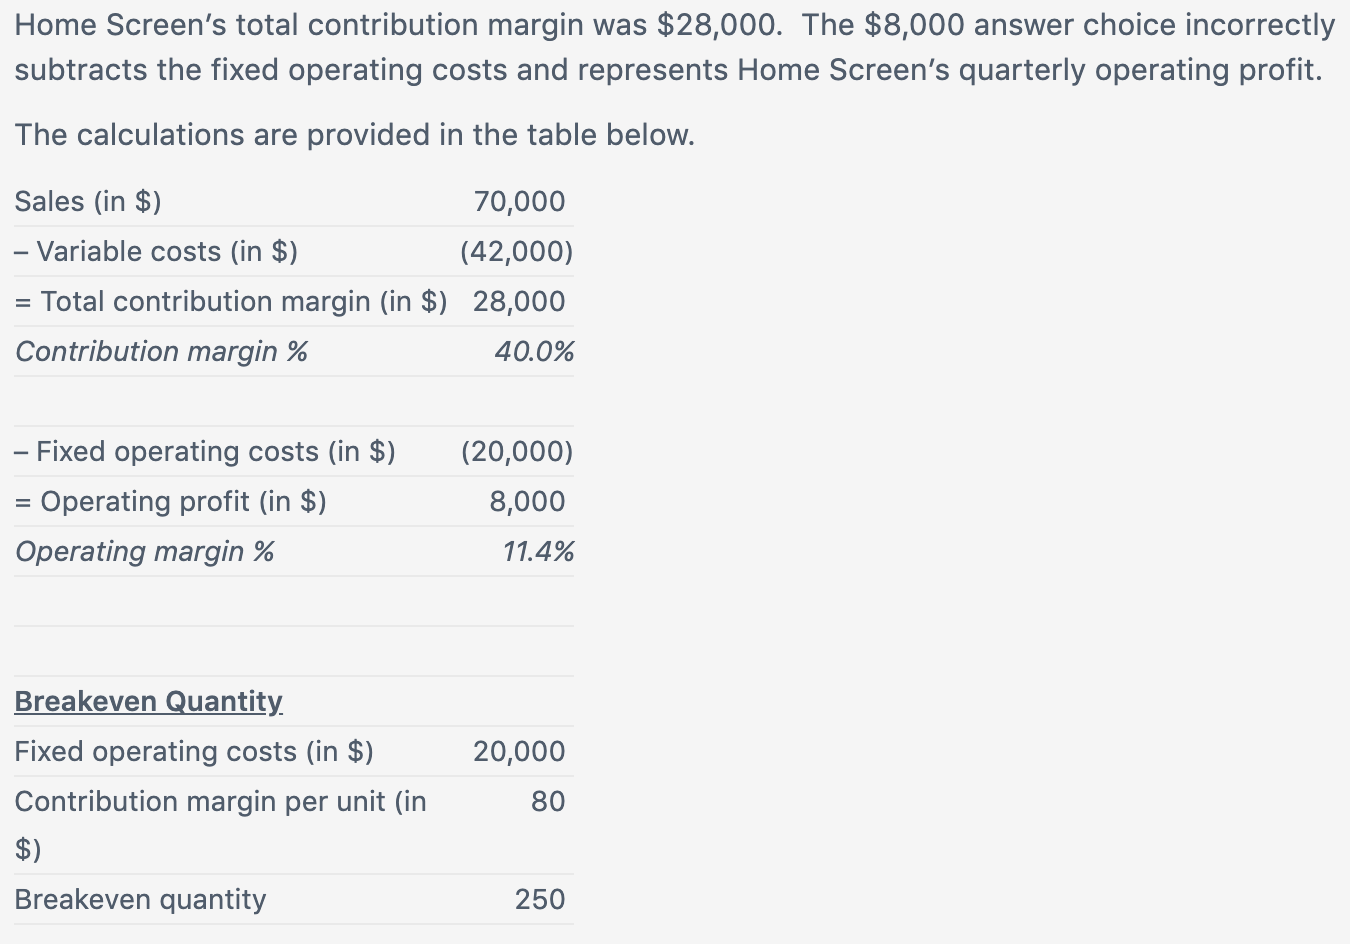 Home Screen’s total contribution margin was $28,000.  The $8,000 answer choice incorrectly
subtracts the fixed operating costs and represents Home Screen’s quarterly operating profit.
The calculations are provided in the table below.
Sales (in $) 70,000
– Variable costs (in $) (42,000)
= Total contribution margin (in $) 28,000
Contribution margin % 40.0%
– Fixed operating costs (in $) (20,000)
= Operating profit (in $) 8,000
Operating margin % 11.4%
Breakeven Quantity
Fixed operating costs (in $) 20,000
Contribution margin per unit (in 80
$)
Breakeven quantity 250